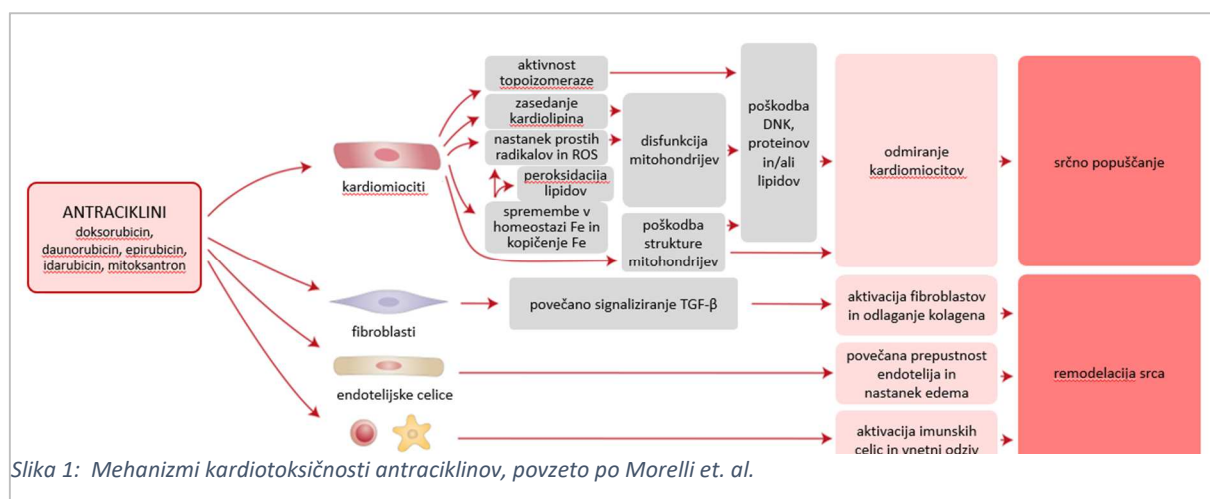 ANTRACIKLINI
doksorubicin,
daunorubicin, epirubicin,
idarubicin, mitoksantron
kardiomiociti
fibroblasti
endotelijske celice
aktivnost
topoizomeraze
zasedanje
kardiolipina
nastanek prostih
radikalov in ROS
peroksidacija
lipidov
spremembe v
homeostazi Fe in
kopičenje Fe
disfunkcija
mitohondrijev
poškodba
strukture
mitohondrijev
poškodba
DNK,
proteinov
in/ali
lipidov
povečano signaliziranje TGF-β
odmiranje
kardiomiocitov
aktivacija fibroblastov
in odlaganje kolagena
povečana prepustnost
endotelija in
nastanek edema
aktivacija imunskih
celic in vnetni odziv
srčno popuščanje
remodelacija srca
Slika 1: Mehanizmi kardiotoksičnosti antraciklinov, povzeto po Morelli et. al.